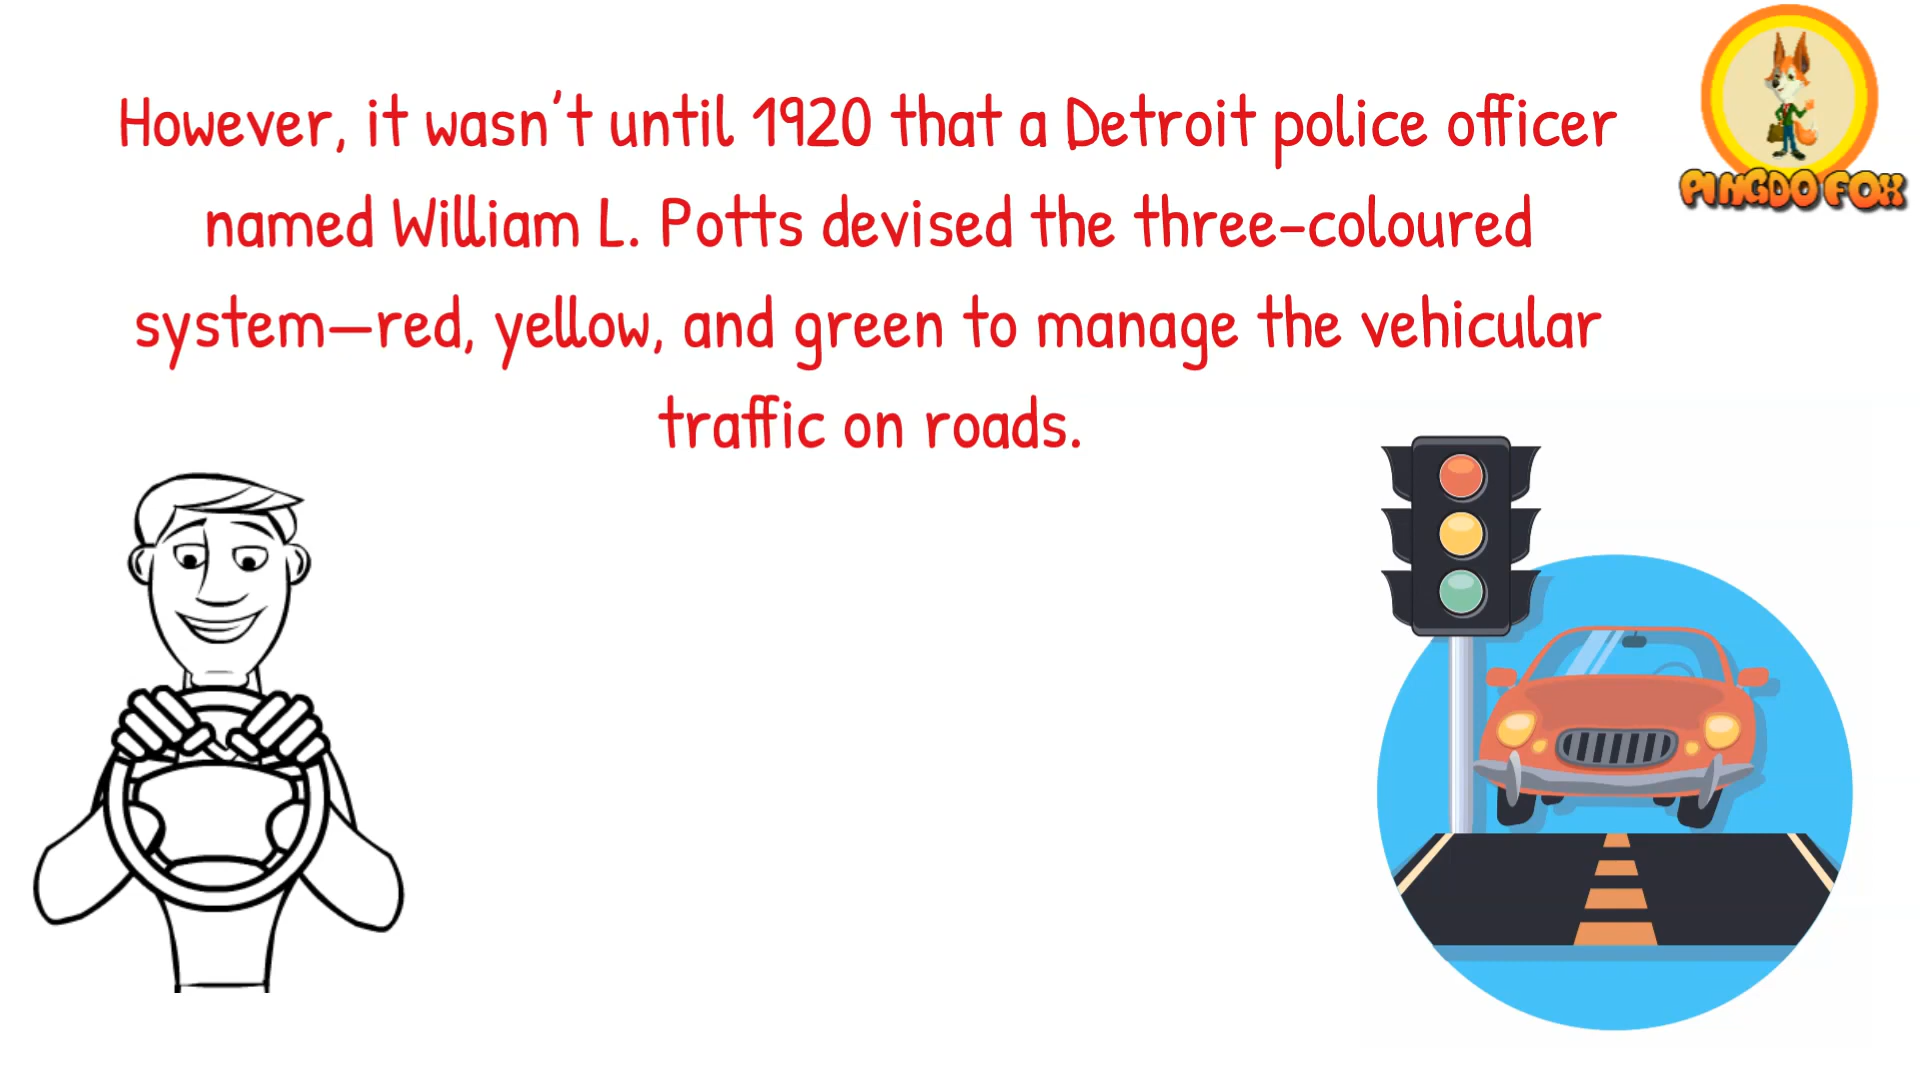 However, it wasn't until 1920 that a Detroit police officer
named William L. Potts devised the three-coloured
system—red, yellow, and green to manage the vehicular
traffic on roads.
PINGDO FOX